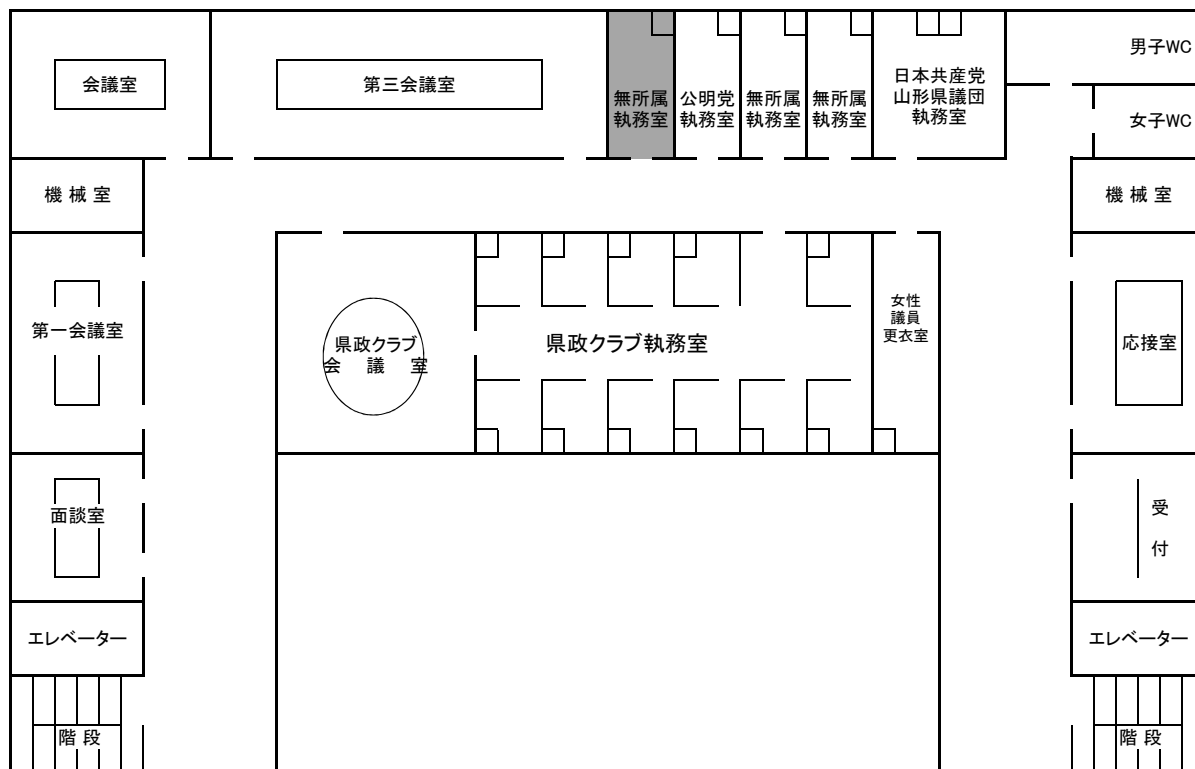 会議室
第三会議室
無所属
執務室
公明党
執務室
無所属
執務室
無所属
執務室
日本共産党
山形県議団
執務室
男子WC
女子WC
機 械 室
機 械 室
第一会議室
県政クラブ
会 議 室
県政クラブ執務室
女性
議員
更衣室
応接室
面談室
受
付
エレベーター
エレベーター
階 段
階 段